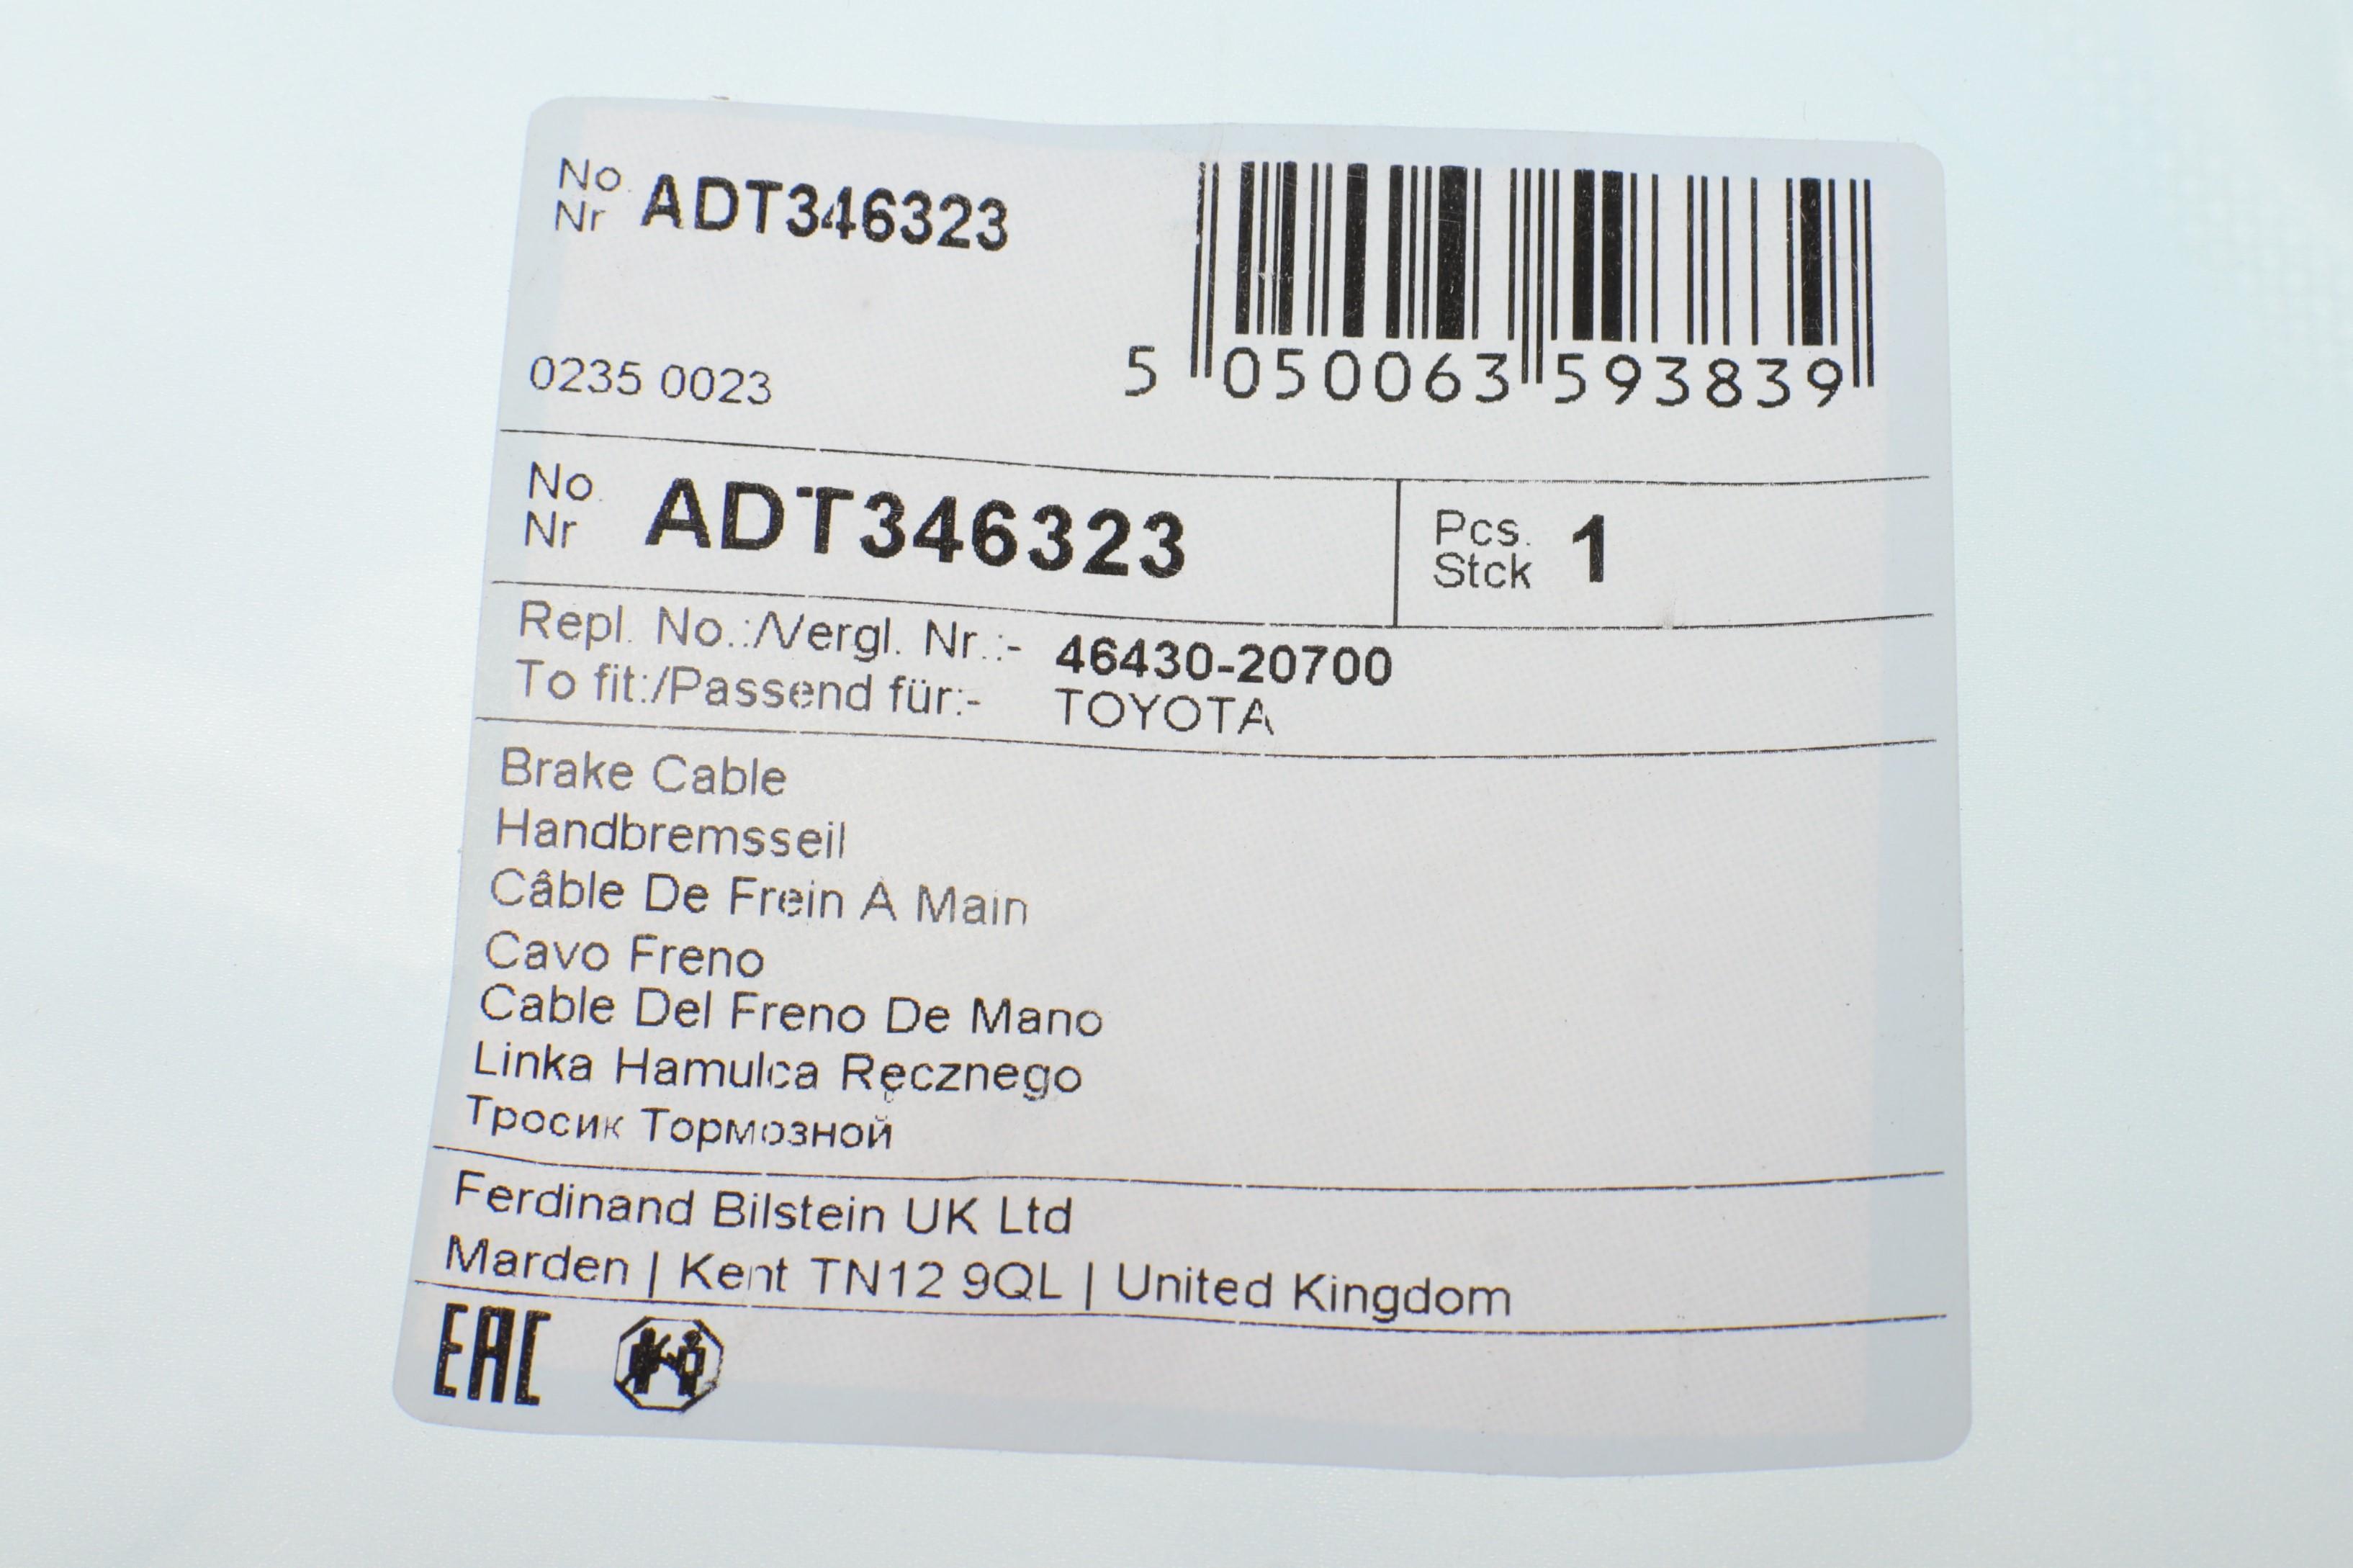 No.
Nr ADT346323
0235 0023
5 050063 593839
No.
Nr ADT346323
Pcs.
Stck 1
Repl. No.:/Vergl. Nr.:- 46430-20700
To fit:/Passend für:- TOYOTA
Brake Cable
Handbremsseil
Câble De Frein A Main
Cavo Freno
Cable Del Freno De Mano
Linka Hamulca Ręcznego
Тросик Тормозной
Ferdinand Bilstein UK Ltd
Marden | Kent TN12 9QL | United Kingdom
EAC